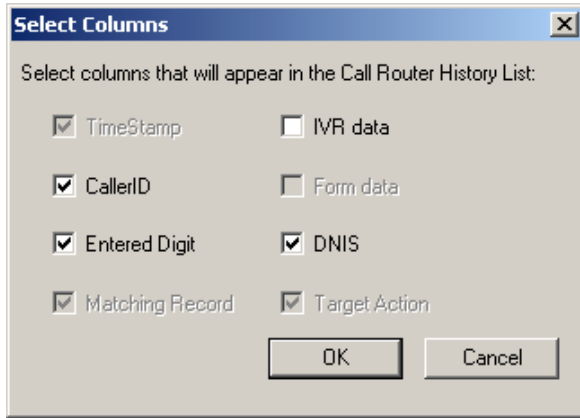 Select Columns
Select columns that will appear in the Call Router History List:
TimeStamp
IVR data
CallerID
Form data
Entered Digit
DNIS
Matching Record
Target Action
OK
Cancel